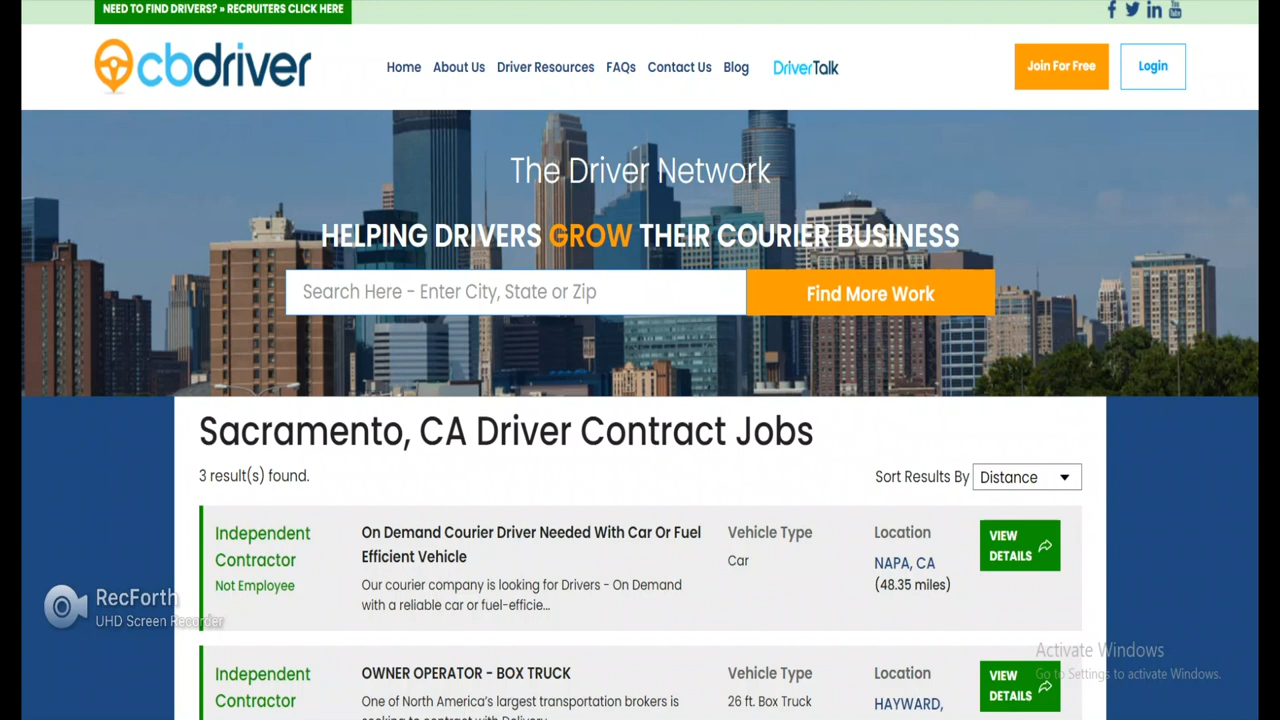 NEED TO FIND DRIVERS? » RECRUITERS CLICK HERE
cbdriver
Home About Us Driver Resources FAQs Contact Us Blog DriverTalk
Join For Free
Login
The Driver Network
HELPING DRIVERS GROW THEIR COURIER BUSINESS
Search Here - Enter City, State or Zip
Find More Work
Sacramento, CA Driver Contract Jobs
3 result(s) found.
Sort Results By Distance
Independent
Contractor
Not Employee
On Demand Courier Driver Needed With Car Or Fuel
Efficient Vehicle
Our courier company is looking for Drivers - On Demand
with a reliable car or fuel-efficie...
Vehicle Type
Car
Location
NAPA, CA
(48.35 miles)
VIEW
DETAILS
RecForth
UHD Screen Recorder
Independent
Contractor
OWNER OPERATOR - BOX TRUCK
One of North America's largest transportation brokers is
seeking to contract with Delivery
Vehicle Type
26 ft. Box Truck
Location
HAYWARD,
VIEW
DETAILS
Activate Windows
Go to Settings to activate Windows.